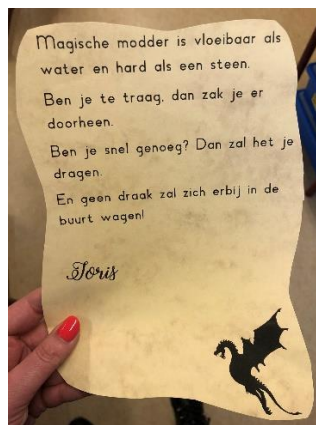 Magische modder is vloeibaar als
water en hard als een steen.
Ben je te traag, dan zak je er
doorheen.
Ben je snel genoeg? Dan zal het je
dragen.
En geen draak zal zich erbij in de
buurt wagen!
Joris